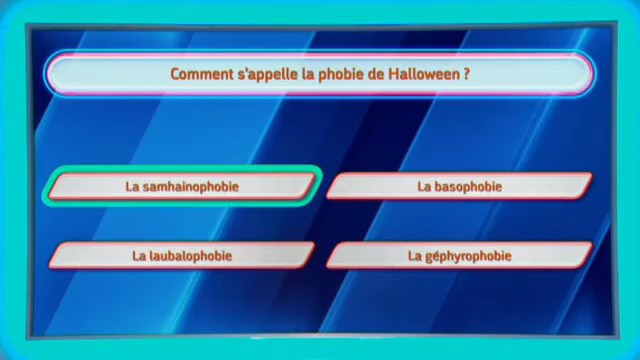 Comment s'appelle la phobie de Halloween ?
La samhainophobie
La basophobie
La laubalophobie
La géphyrophobie